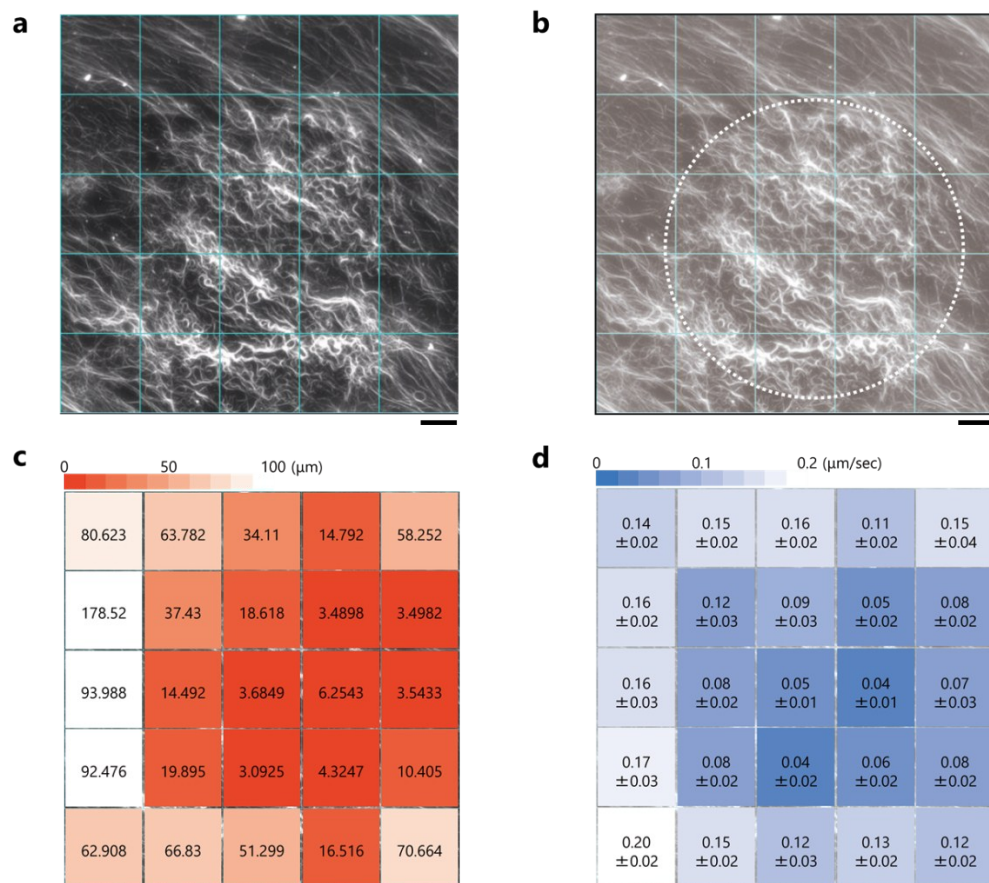 a
b
c
0 50 100 (μm)
80.623 63.782 34.11 14.792 58.252
178.52 37.43 18.618 3.4898 3.4982
93.988 14.492 3.6849 6.2543 3.5433
92.476 19.895 3.0925 4.3247 10.405
62.908 66.83 51.299 16.516 70.664
d
0 0.1 0.2 (μm/sec)
0.14 0.15 0.16 0.11 0.15
±0.02 ±0.02 ±0.02 ±0.02 ±0.04
0.16 0.12 0.09 0.05 0.08
±0.02 ±0.03 ±0.03 ±0.02 ±0.02
0.16 0.08 0.05 0.04 0.07
±0.03 ±0.02 ±0.01 ±0.01 ±0.03
0.17 0.08 0.04 0.06 0.08
±0.03 ±0.02 ±0.02 ±0.02 ±0.02
0.20 0.15 0.12 0.13 0.12
±0.02 ±0.02 ±0.03 ±0.02 ±0.02